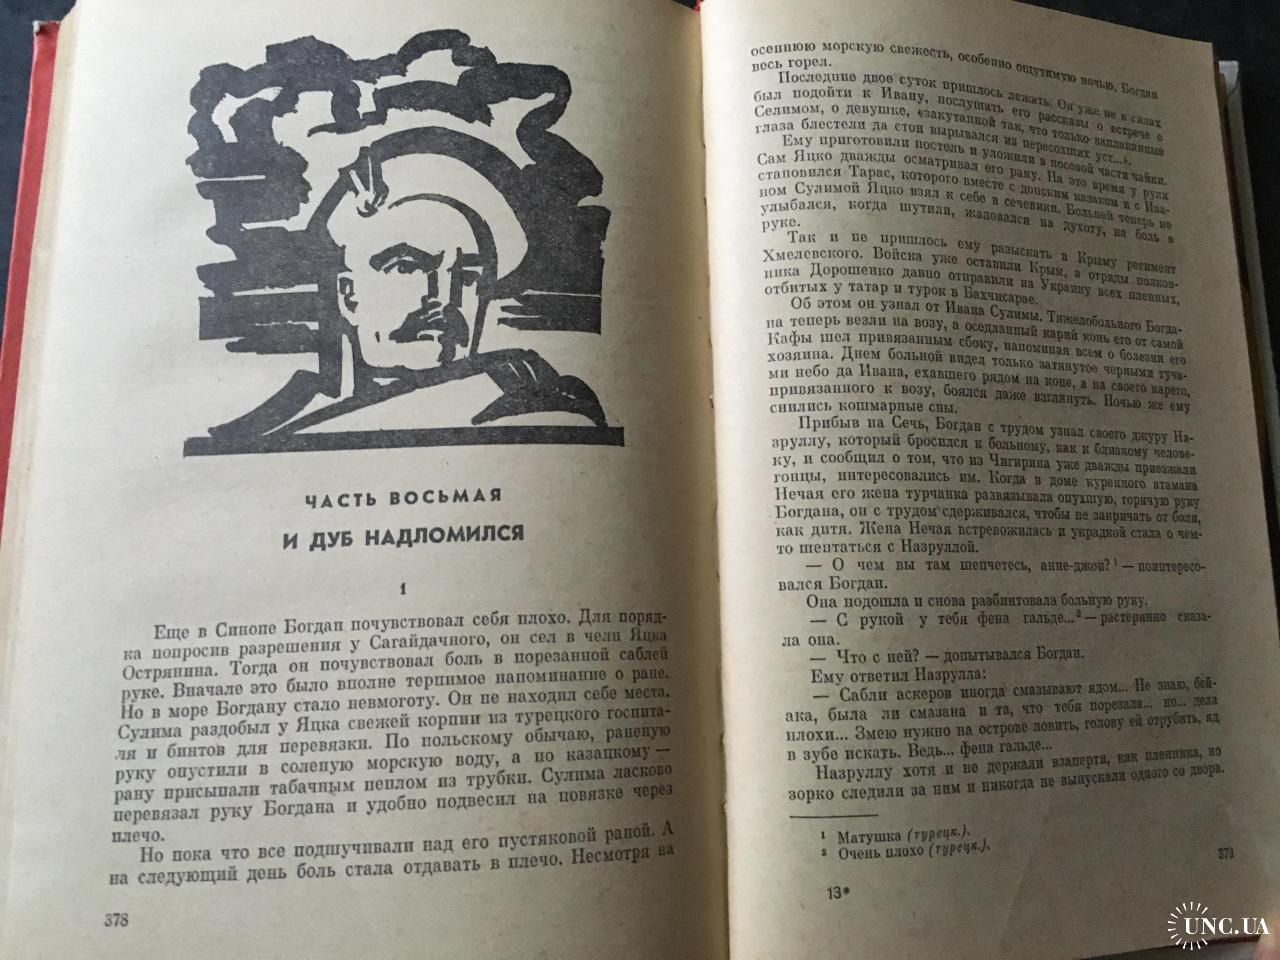 ЧАСТЬ ВОСЬМАЯ
И ДУБ НАДЛОМИЛСЯ
1
Еще в Синопе Богдан почувствовал себя плохо. Для поряд-
ка попросив разрешения у Сагайдачного, он сел в челн Яцка
Острянина. Тогда он почувствовал боль в порезанной саблей
руке. Вначале это было вполне терпимое напоминание о ране.
Но в море Богдану стало невмоготу. Он не находил себе места.
Сулима раздобыл у Яцка свежей корпии из турецкого госпита-
ля и бинтов для перевязки. По польскому обычаю, раненую
руку опустили в соленую морскую воду, а по казацкому —
рану присыпали табачным пеплом из трубки. Сулима ласково
перевязал руку Богдана и удобно подвесил на повязке через
плечо.
Но пока что все подшучивали над его пустяковой раной. А
на следующий день боль стала отдавать в плечо. Несмотря на
378
осеннюю морскую свежесть, особенно ощутимую ночью, Богдан
весь горел.
Последние двое суток пришлось лежать. Он уже не в силах
был подойти к Ивану, послушать его рассказы о встрече с
Селимом, о девушке, «закутанной так, что только заплаканные
глаза блестели да стон вырывался из пересохших уст...».
Ему приготовили постель и уложили в носовой части чайки.
Сам Яцко дважды осматривал его рану. На это время у руля
становился Тарас, которого вместе с донским казаком и с Ива-
ном Сулимой Яцко взял к себе в сечевики. Больной теперь не
улыбался, когда шутили, жаловался на духоту, на боль в
руке.
Так и не пришлось ему разыскать в Крыму регимент
Хмелевского. Войска уже оставили Крым, а отряды полков-
ника Дорошенко давно отправили на Украину всех пленных,
отбитых у татар и турок в Бахчисарае.
Об этом он узнал от Ивана Сулимы. Тяжелобольного Богда-
на теперь везли на возу, а оседланный карий конь его от самой
Кафы шел привязанным сбоку, напоминая всем о болезни его
хозяина. Днем больной видел только затянутое черными туча-
ми небо да Ивана, ехавшего рядом на коне, а на своего карего,
привязанного к возу, боялся даже взглянуть. Ночью же ему
снились кошмарные сны.
Прибыв на Сечь, Богдан с трудом узнал своего джуру На-
зруллу, который бросился к больному, как к близкому челове-
ку, и сообщил о том, что из Чигирина уже дважды приезжали
гонцы, интересовались им. Когда в доме куренного атамана
Нечая его жена турчанка развязывала опухшую, горячую руку
Богдана, он с трудом сдерживался, чтобы не закричать от боли,
как дитя. Жена Нечая встревожилась и украдкой стала о чем-
то шептаться с Назруллой.
— О чем вы там шепчетесь, анне-джон? ¹ — поинтересо-
вался Богдан.
Она подошла и снова разбинтовала больную руку.
— С рукой у тебя фена гальде...² — растерянно сказа-
ла она.
— Что с ней? — допытывался Богдан.
Ему ответил Назрулла:
— Сабли аскеров иногда смазывают ядом... Не знаю, бей-
ака, была ли смазана и та, что тебя порезала... но... дела
плохи... Змею нужно на острове ловить, голову ей отрубить, яд
в зубе искать. Ведь... фена гальде...
Назруллу хотя и не держали взаперти, как пленника, но
зорко следили за ним и никогда не выпускали одного со двора.
¹ Матушка (турецк.).
² Очень плохо (турецк.).
379
13*
UNC.UA